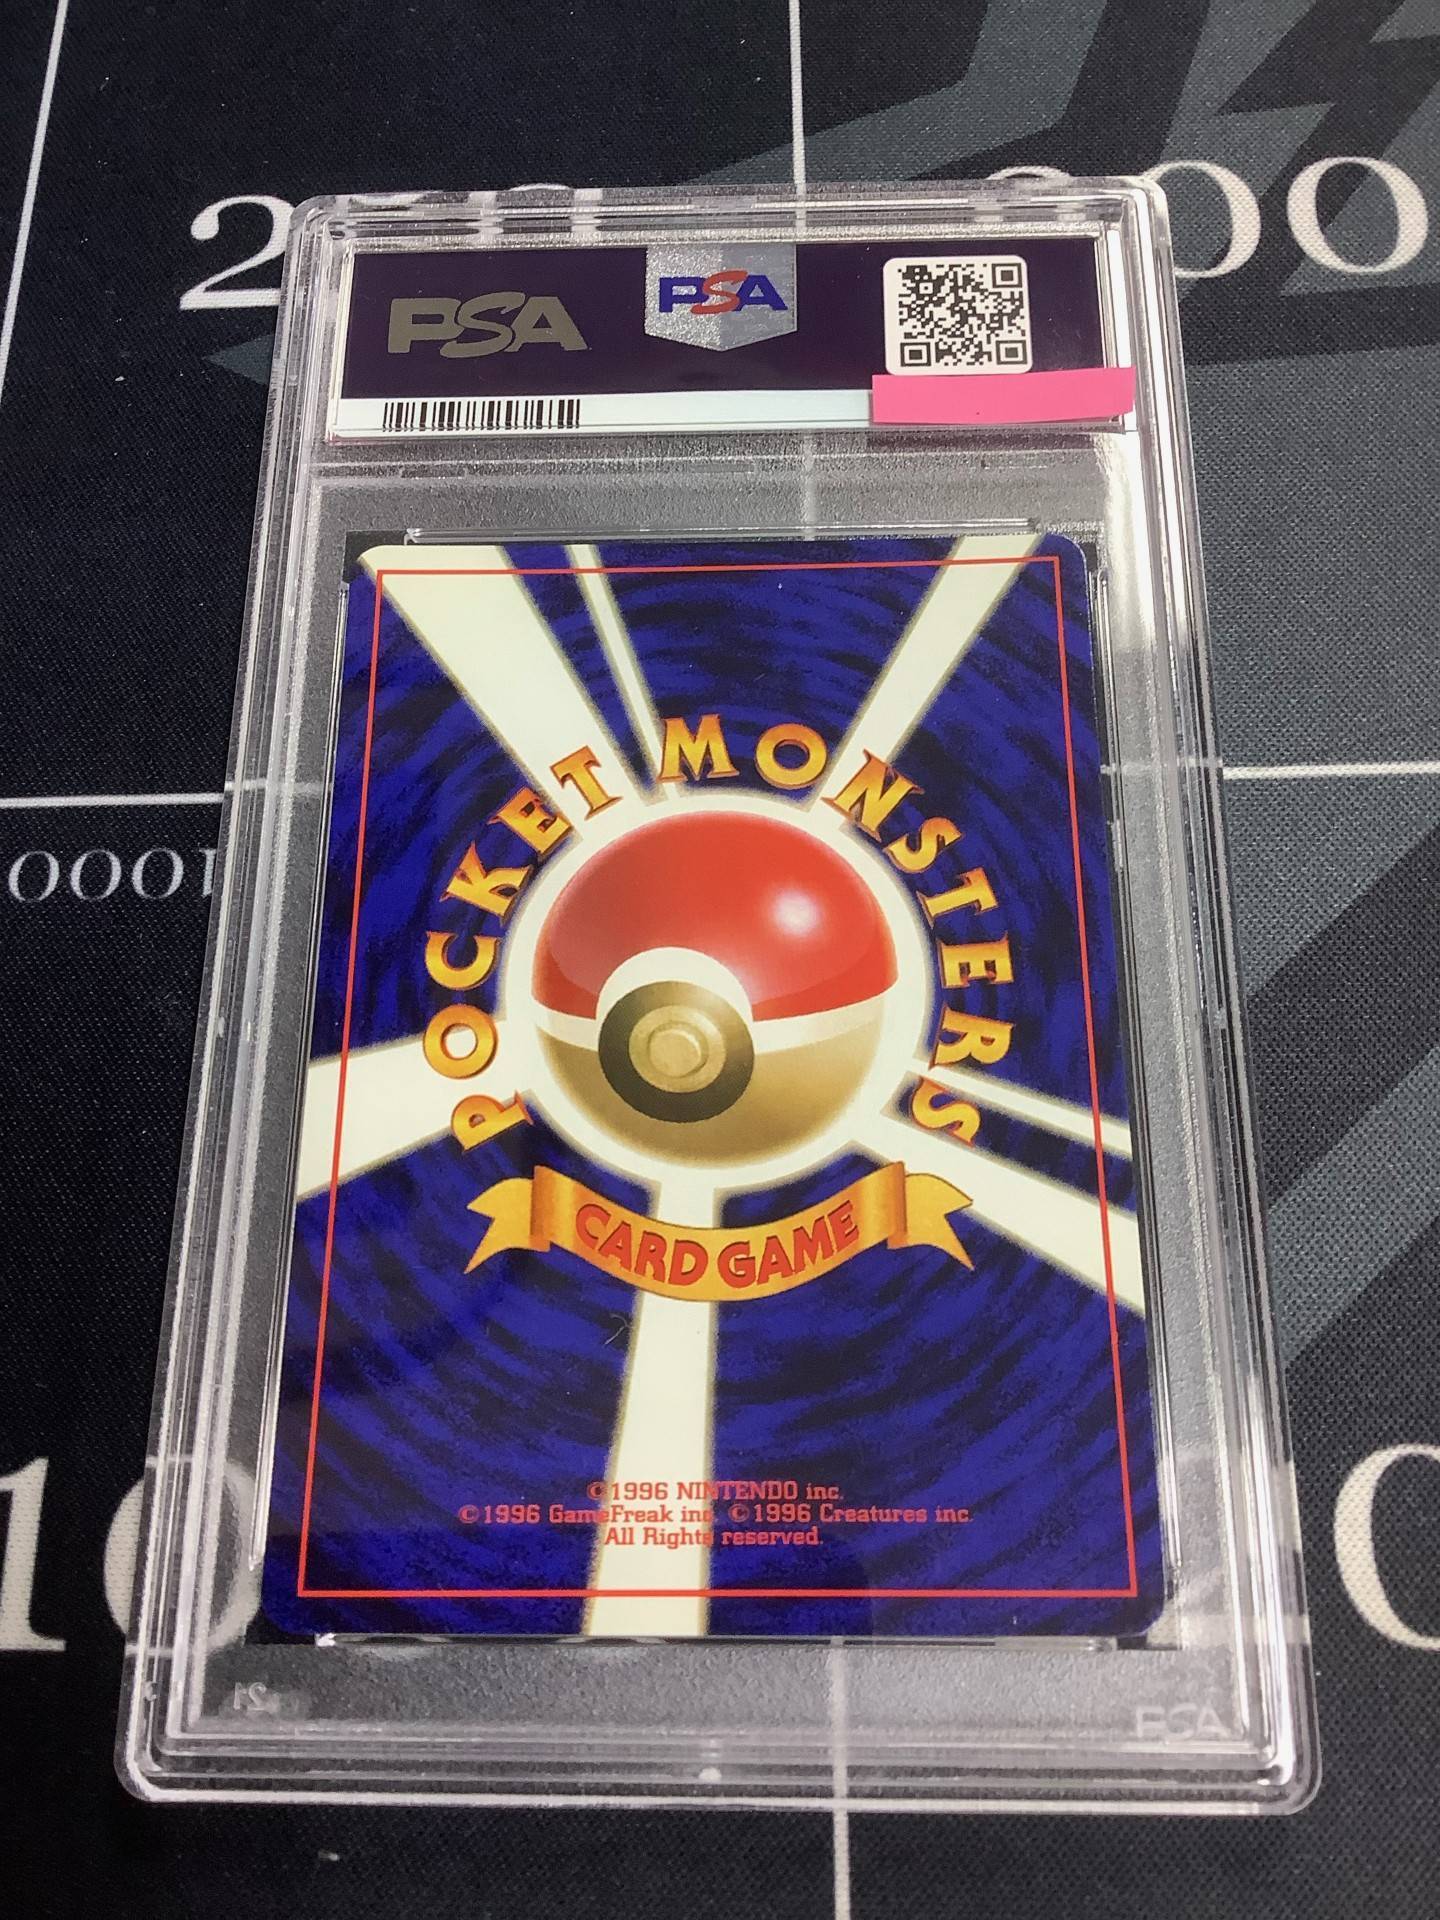 200
PSA
PSA
POCKET MONSTERS
CARD GAME
©1996 NINTENDO inc.
©1996 GameFreak inc. ©1996 Creatures inc.
All Rights reserved.
PSA